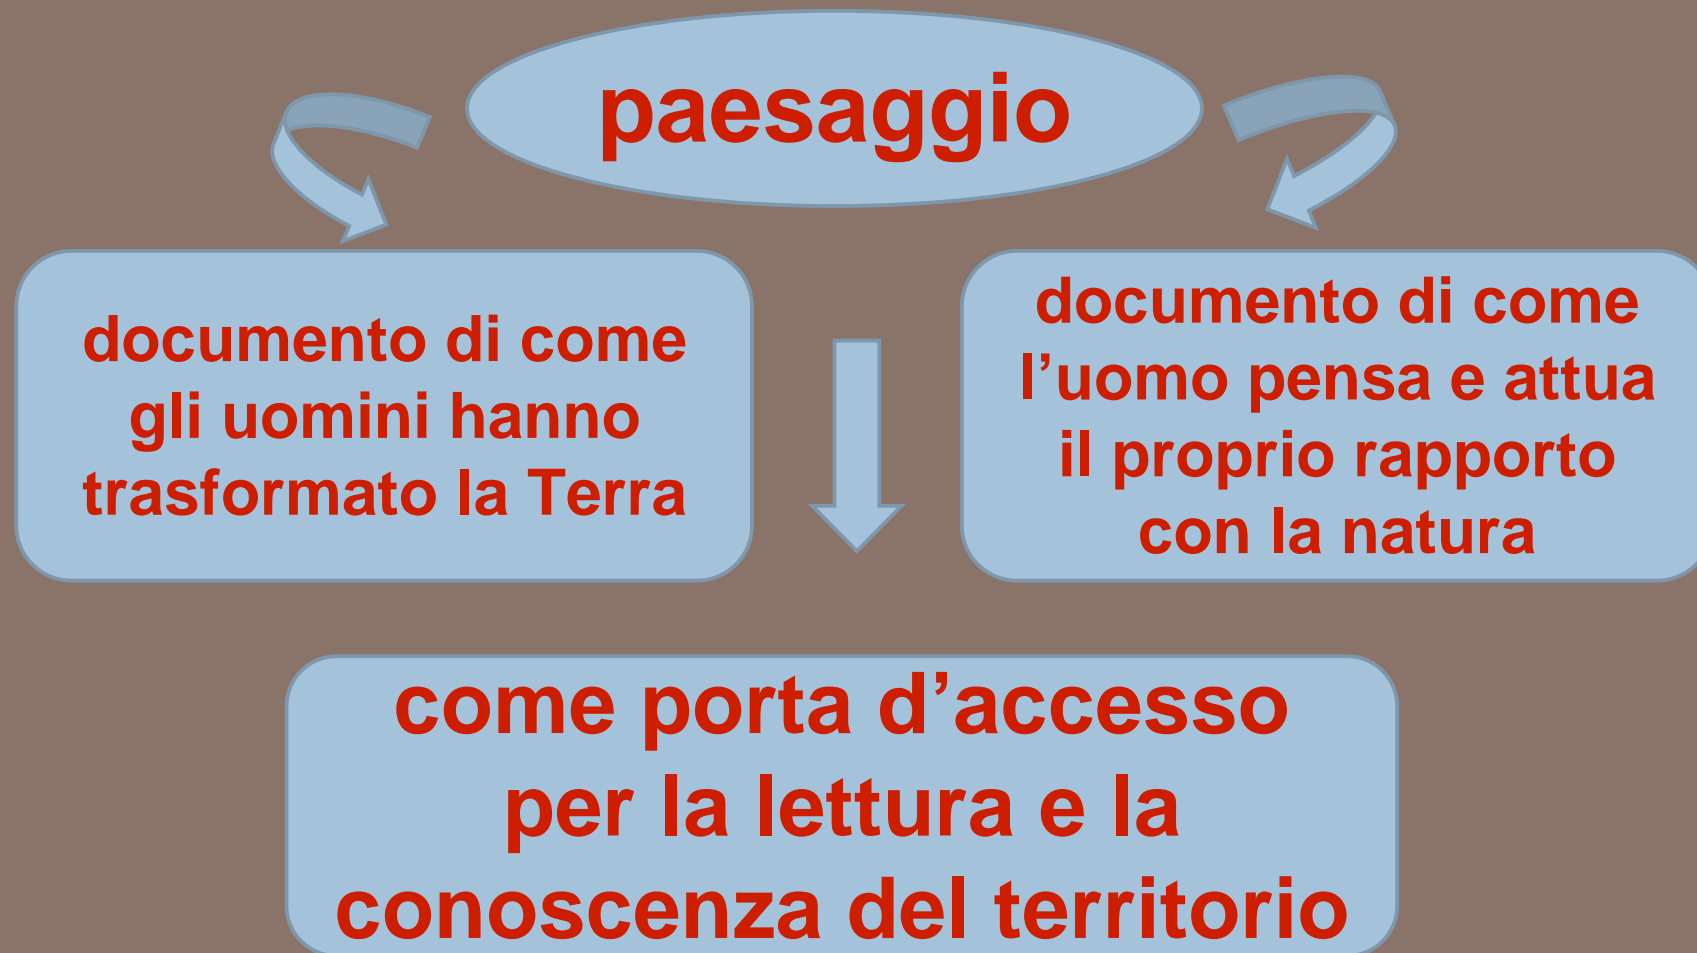 paesaggio
documento di come
gli uomini hanno
trasformato la Terra
documento di come
l’uomo pensa e attua
il proprio rapporto
con la natura
come porta d’accesso
per la lettura e la
conoscenza del territorio